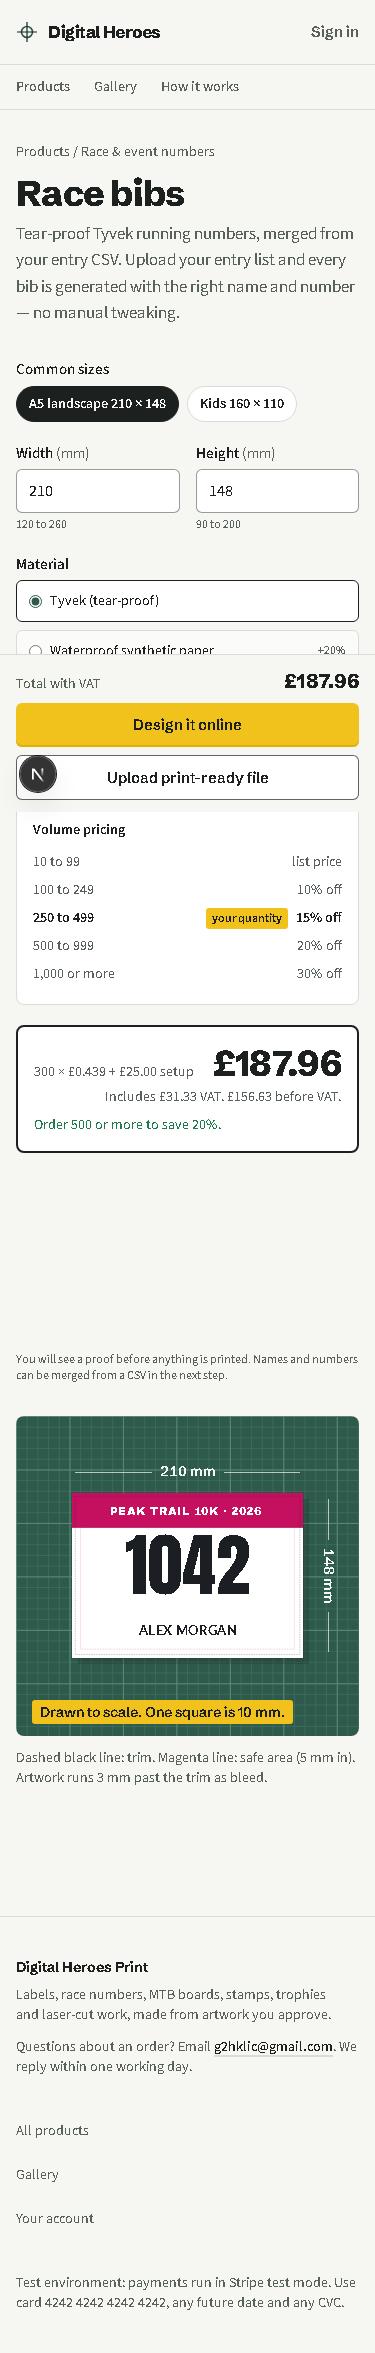 Digital Heroes
Sign in
Products
Gallery
How it works
Products / Race & event numbers
Race bibs
Tear-proof Tyvek running numbers, merged from
your entry CSV. Upload your entry list and every
bib is generated with the right name and number
— no manual tweaking.
Common sizes
A5 landscape 210 × 148
Kids 160 × 110
Width (mm)
Height (mm)
210
148
120 to 260
90 to 200
Material
Tyvek (tear-proof)
Waterproof synthetic paper
+20%
Total with VAT
£187.96
Design it online
N
Upload print-ready file
Volume pricing
10 to 99
list price
100 to 249
10% off
250 to 499
your quantity
15% off
500 to 999
20% off
1,000 or more
30% off
300 × £0.439 + £25.00 setup
£187.96
Includes £31.33 VAT. £156.63 before VAT.
Order 500 or more to save 20%.
You will see a proof before anything is printed. Names and numbers
can be merged from a CSV in the next step.
210 mm
PEAK TRAIL 10K · 2026
1042
ALEX MORGAN
148 mm
Drawn to scale. One square is 10 mm.
Dashed black line: trim. Magenta line: safe area (5 mm in).
Artwork runs 3 mm past the trim as bleed.
Digital Heroes Print
Labels, race numbers, MTB boards, stamps, trophies
and laser-cut work, made from artwork you approve.
Questions about an order? Email g2hklic@gmail.com. We
reply within one working day.
All products
Gallery
Your account
Test environment: payments run in Stripe test mode. Use
card 4242 4242 4242 4242, any future date and any CVC.